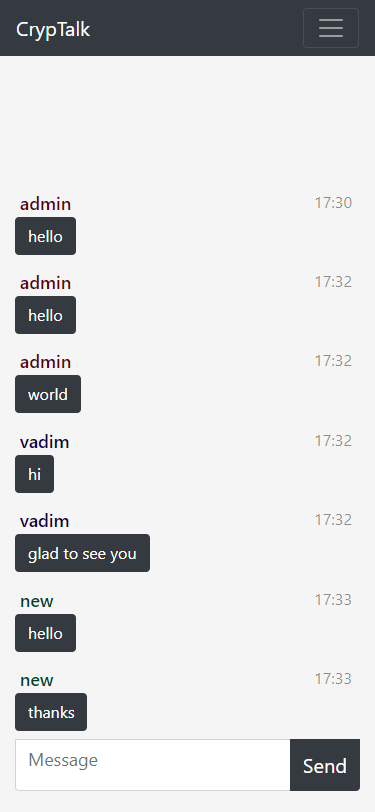 CrypTalk
admin 17:30
hello
admin 17:32
hello
admin 17:32
world
vadim 17:32
hi
vadim 17:32
glad to see you
new 17:33
hello
new 17:33
thanks
Message Send